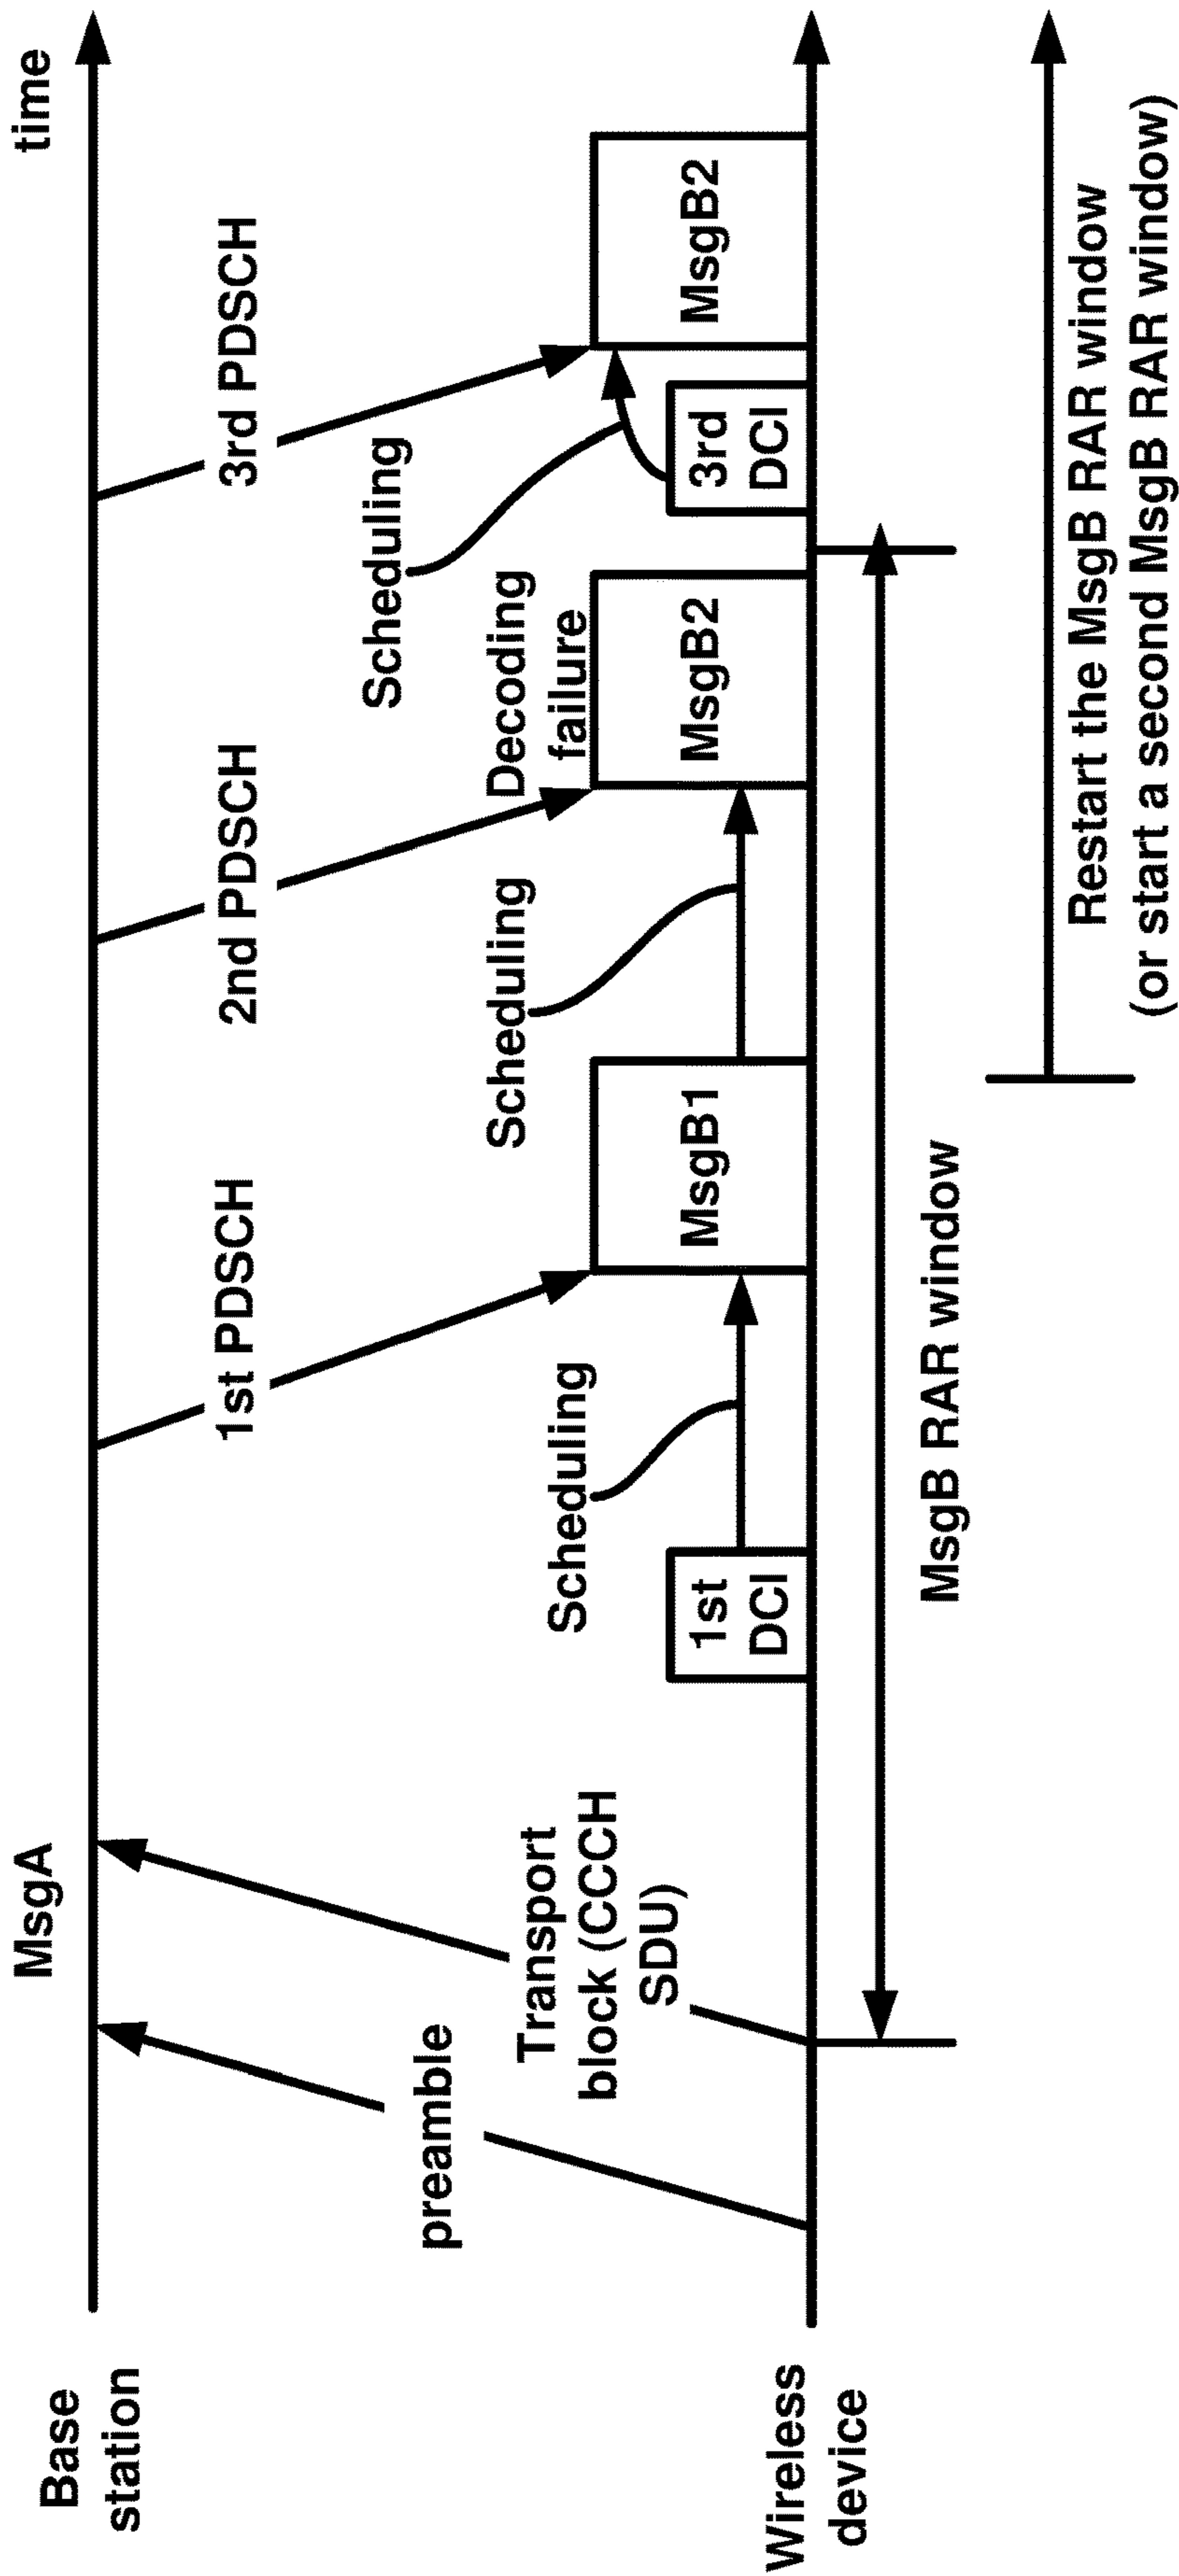 MsgA
time
Base
station
preamble
Transport
block (CCCH
SDU)
1st PDSCH
2nd PDSCH
3rd PDSCH
Scheduling
Scheduling
Decoding
failure
Scheduling
1st
DCI
MsgB1
MsgB2
3rd
DCI
MsgB2
Wireless
device
MsgB RAR window
Restart the MsgB RAR window
(or start a second MsgB RAR window)